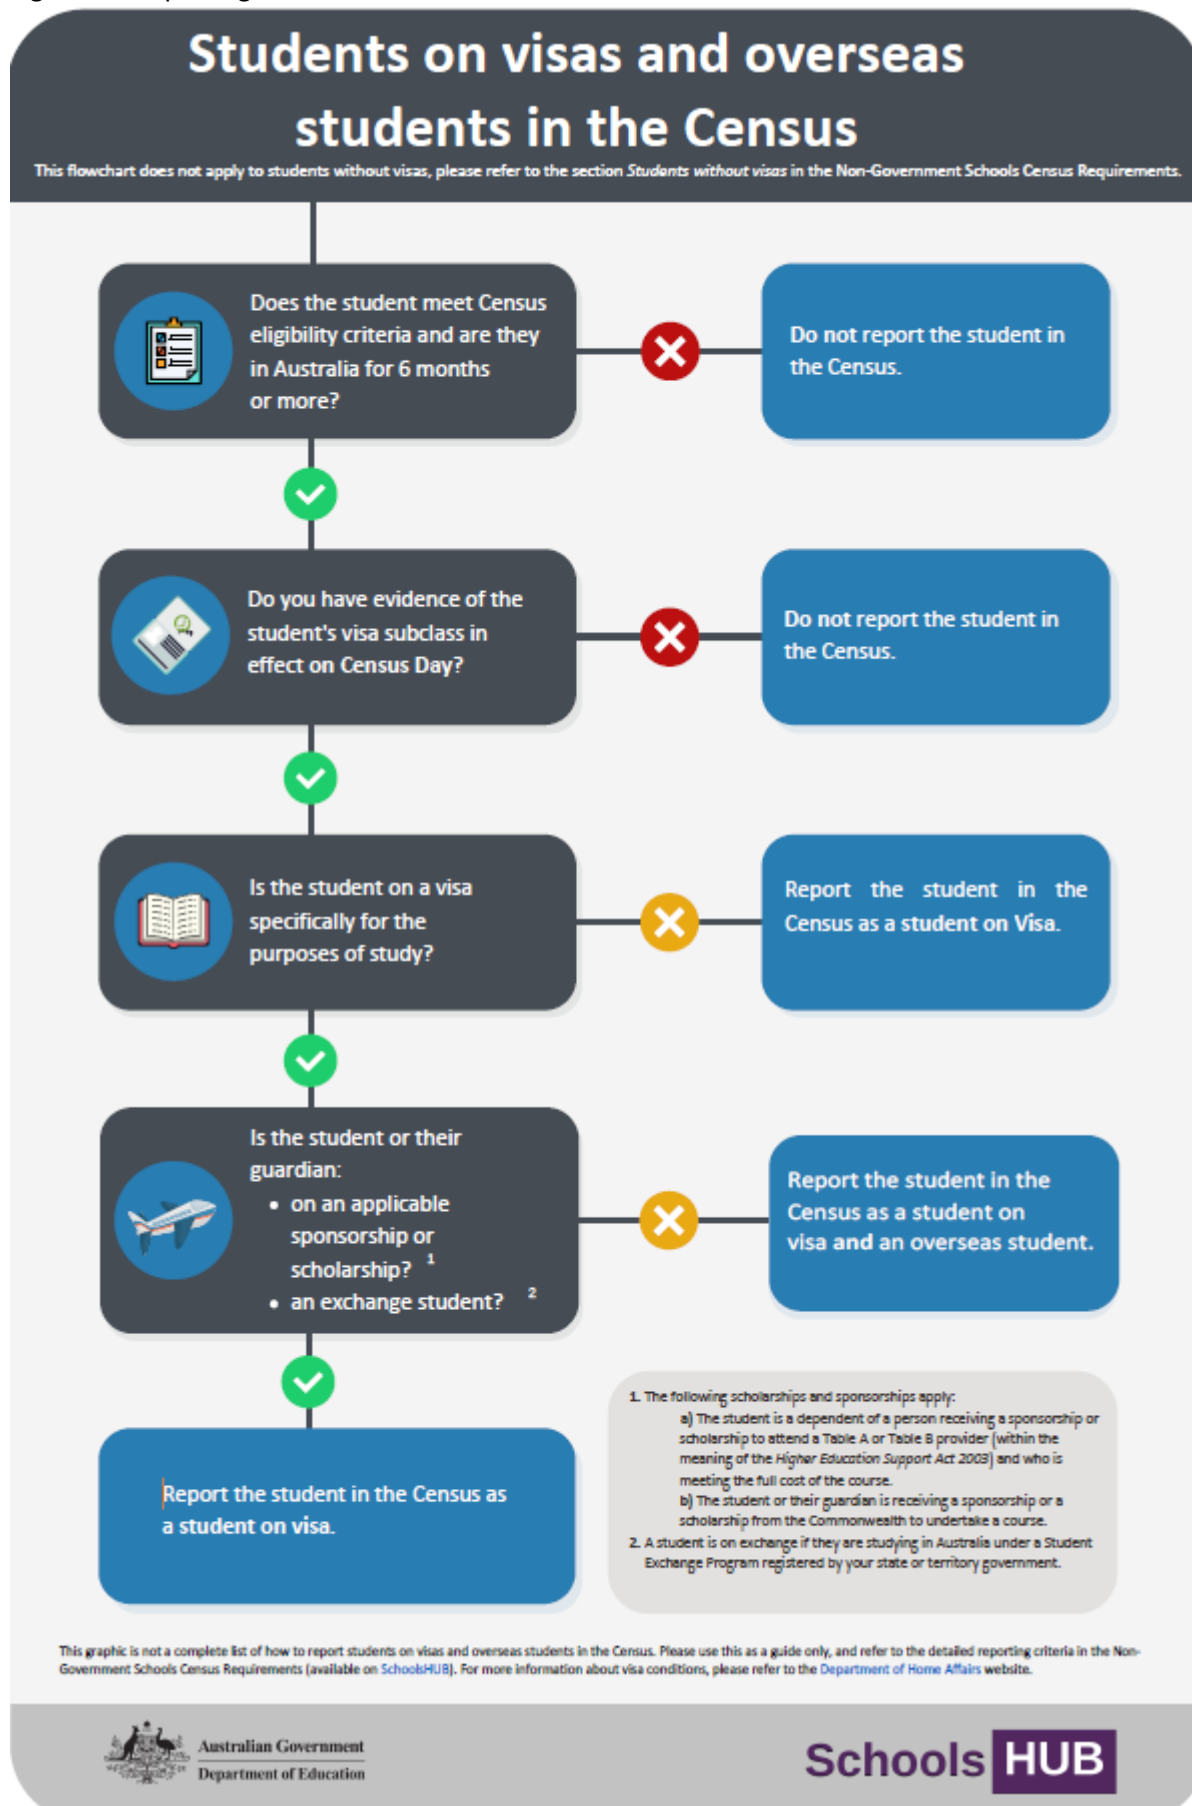 Students on visas and overseas
students in the Census
This flowchart does not apply to students without visas, please refer to the section Students without visas in the Non-Government Schools Census Requirements.
Does the student meet Census
eligibility criteria and are they
in Australia for 6 months
or more?
Do not report the student in
the Census.
Do you have evidence of the
student's visa subclass in
effect on Census Day?
Do not report the student in
the Census.
Is the student on a visa
specifically for the
purposes of study?
Report the student in the
Census as a student on Visa.
Is the student or their
guardian:
• on an applicable
sponsorship or
scholarship? 1
• an exchange student? 2
Report the student in the
Census as a student on
visa and an overseas student.
Report the student in the Census as
a student on visa.
1. The following scholarships and sponsorships apply:
a) The student is a dependent of a person receiving a sponsorship or
scholarship to attend a Table A or Table B provider (within the
meaning of the Higher Education Support Act 2003) and who is
meeting the full cost of the course.
b) The student or their guardian is receiving a sponsorship or a
scholarship from the Commonwealth to undertake a course.
2. A student is on exchange if they are studying in Australia under a Student
Exchange Program registered by your state or territory government.
This graphic is not a complete list of how to report students on visas and overseas students in the Census. Please use this as a guide only, and refer to the detailed reporting criteria in the Non-
Government Schools Census Requirements (available on SchoolsHUB). For more information about visa conditions, please refer to the Department of Home Affairs website.
Australian Government
Department of Education
Schools HUB